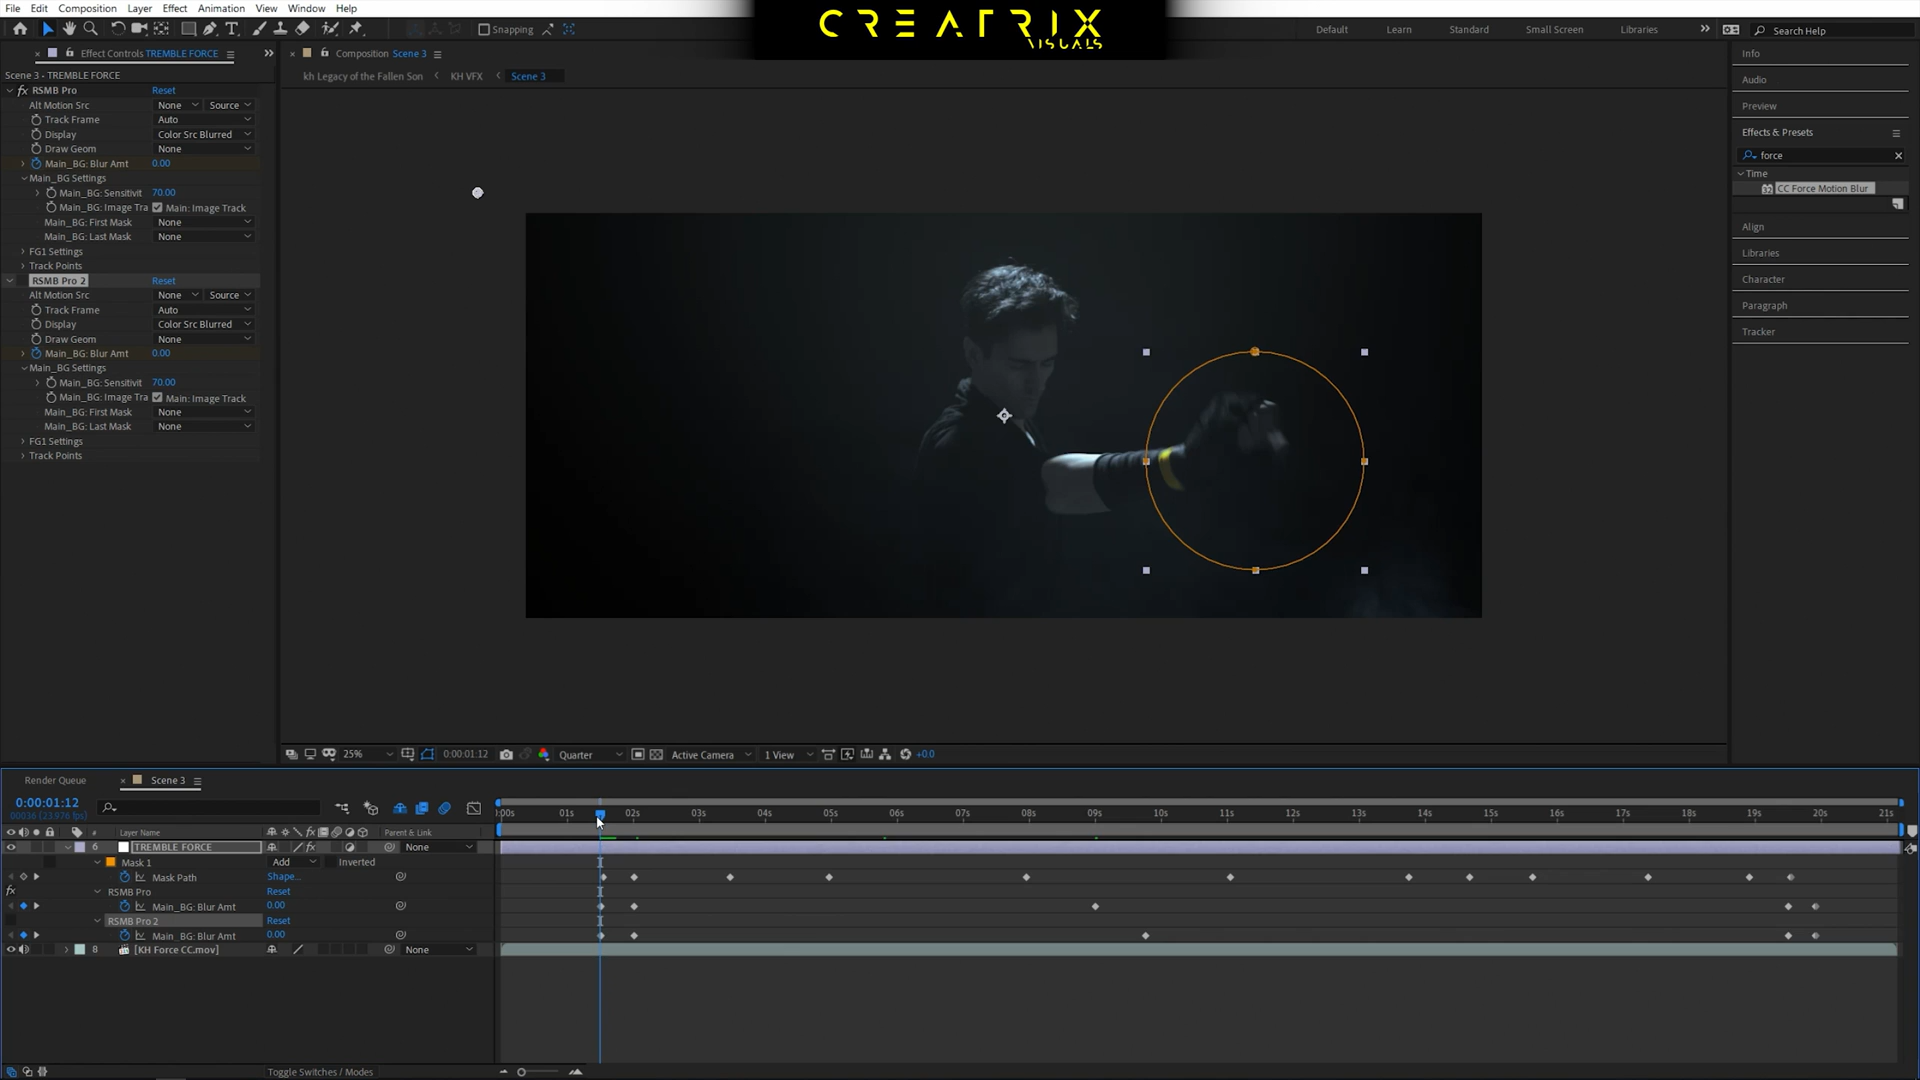 File Edit Composition Layer Effect Animation View Window Help
CREATRIX
VISUALS
Snapping
Default Learn Standard Small Screen Libraries Search Help
Effect Controls TREMBLE FORCE
Composition Scene 3
Scene 3 • TREMBLE FORCE
kh Legacy of the Fallen Son KH VFX Scene 3
fx RSMB Pro Reset
Alt Motion Src None Source
Track Frame Auto
Display Color Src Blurred
Draw Geom None
Main_BG: Blur Amt 0.00
Main_BG Settings
Main_BG: Sensitivit 70.00
Main_BG: Image Tra Main: Image Track
Main_BG: First Mask None
Main_BG: Last Mask None
FG1 Settings
Track Points
RSMB Pro 2 Reset
Alt Motion Src None Source
Track Frame Auto
Display Color Src Blurred
Draw Geom None
Main_BG: Blur Amt 0.00
Main_BG Settings
Main_BG: Sensitivit 70.00
Main_BG: Image Tra Main: Image Track
Main_BG: First Mask None
Main_BG: Last Mask None
FG1 Settings
Track Points
Info
Audio
Preview
Effects & Presets
force
Time
CC Force Motion Blur
Align
Libraries
Character
Paragraph
Tracker
25% 0:00:01:12 Quarter Active Camera 1 View +0.0
Render Queue Scene 3
0:00:01:12
00036 (23.976 fps)
:00s 01s 02s 03s 04s 05s 06s 07s 08s 09s 10s 11s 12s 13s 14s 15s 16s 17s 18s 19s 20s 21s
# Layer Name fx Parent & Link
6 TREMBLE FORCE fx None
Mask 1 Add Inverted
Mask Path Shape...
fx RSMB Pro Reset
Main_BG: Blur Amt 0.00
RSMB Pro 2 Reset
Main_BG: Blur Amt 0.00
8 [KH Force CC.mov] None
Toggle Switches / Modes